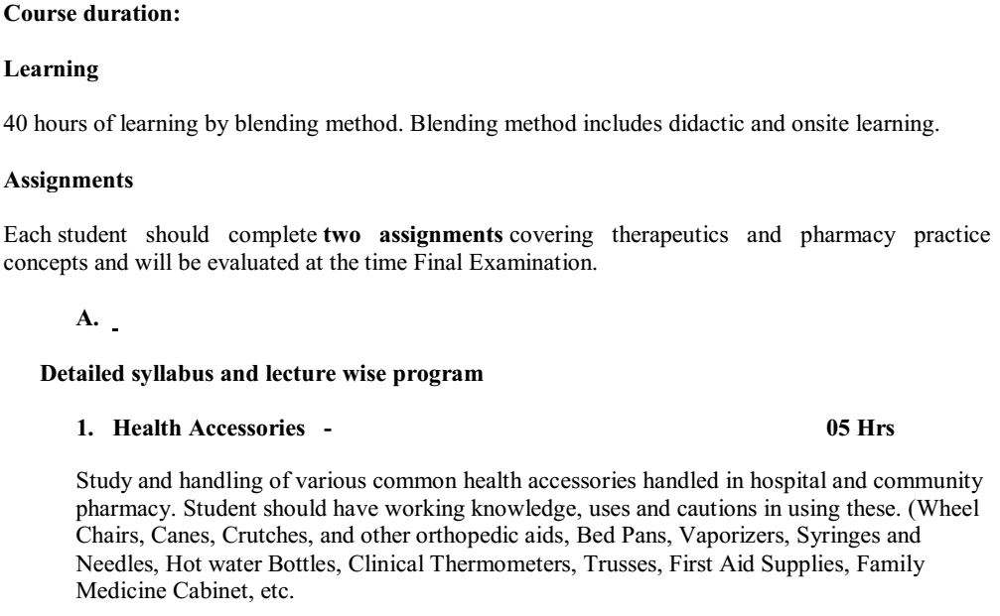 Course duration:
Learning
40 hours of learning by blending method. Blending method includes didactic and onsite learning.
Assignments
Each student should complete two assignments covering therapeutics and pharmacy practice
concepts and will be evaluated at the time Final Examination.
A. -
Detailed syllabus and lecture wise program
1. Health Accessories - 05 Hrs
Study and handling of various common health accessories handled in hospital and community
pharmacy. Student should have working knowledge, uses and cautions in using these. (Wheel
Chairs, Canes, Crutches, and other orthopedic aids, Bed Pans, Vaporizers, Syringes and
Needles, Hot water Bottles, Clinical Thermometers, Trusses, First Aid Supplies, Family
Medicine Cabinet, etc.